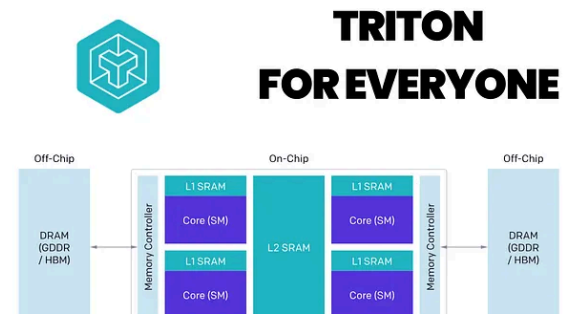 TRITON
FOR EVERYONE
Off-Chip
On-Chip
Off-Chip
DRAM
(GDDR
/ HBM)
Memory Controller
L1 SRAM
Core (SM)
L1 SRAM
Core (SM)
L2 SRAM
L1 SRAM
Core (SM)
L1 SRAM
Core (SM)
Memory Controller
DRAM
(GDDR
/ HBM)